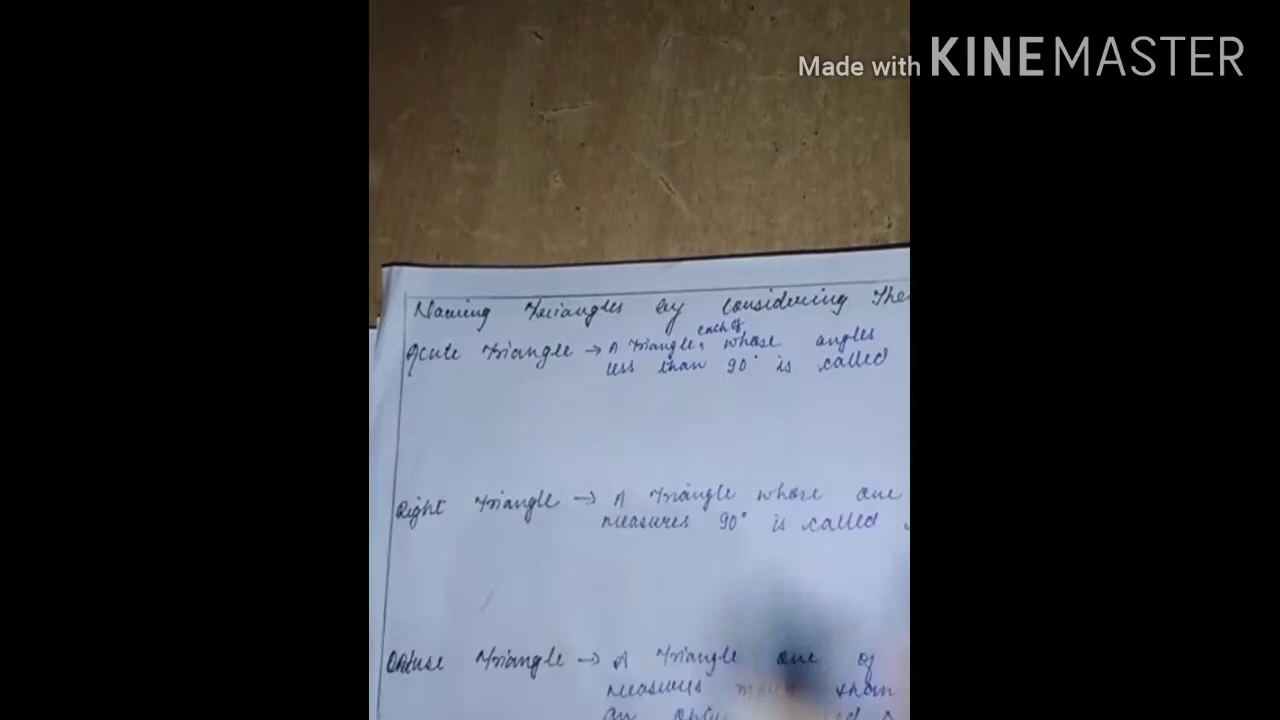 Made with KINEMASTER
Naming Triangles by considering The
Acute Triangle → A Triangle, each of whose angles
less than 90° is called
Right Triangle → A Triangle whose one
measures 90° is called
Obtuse Triangle → A Triangle one of
measures than
an